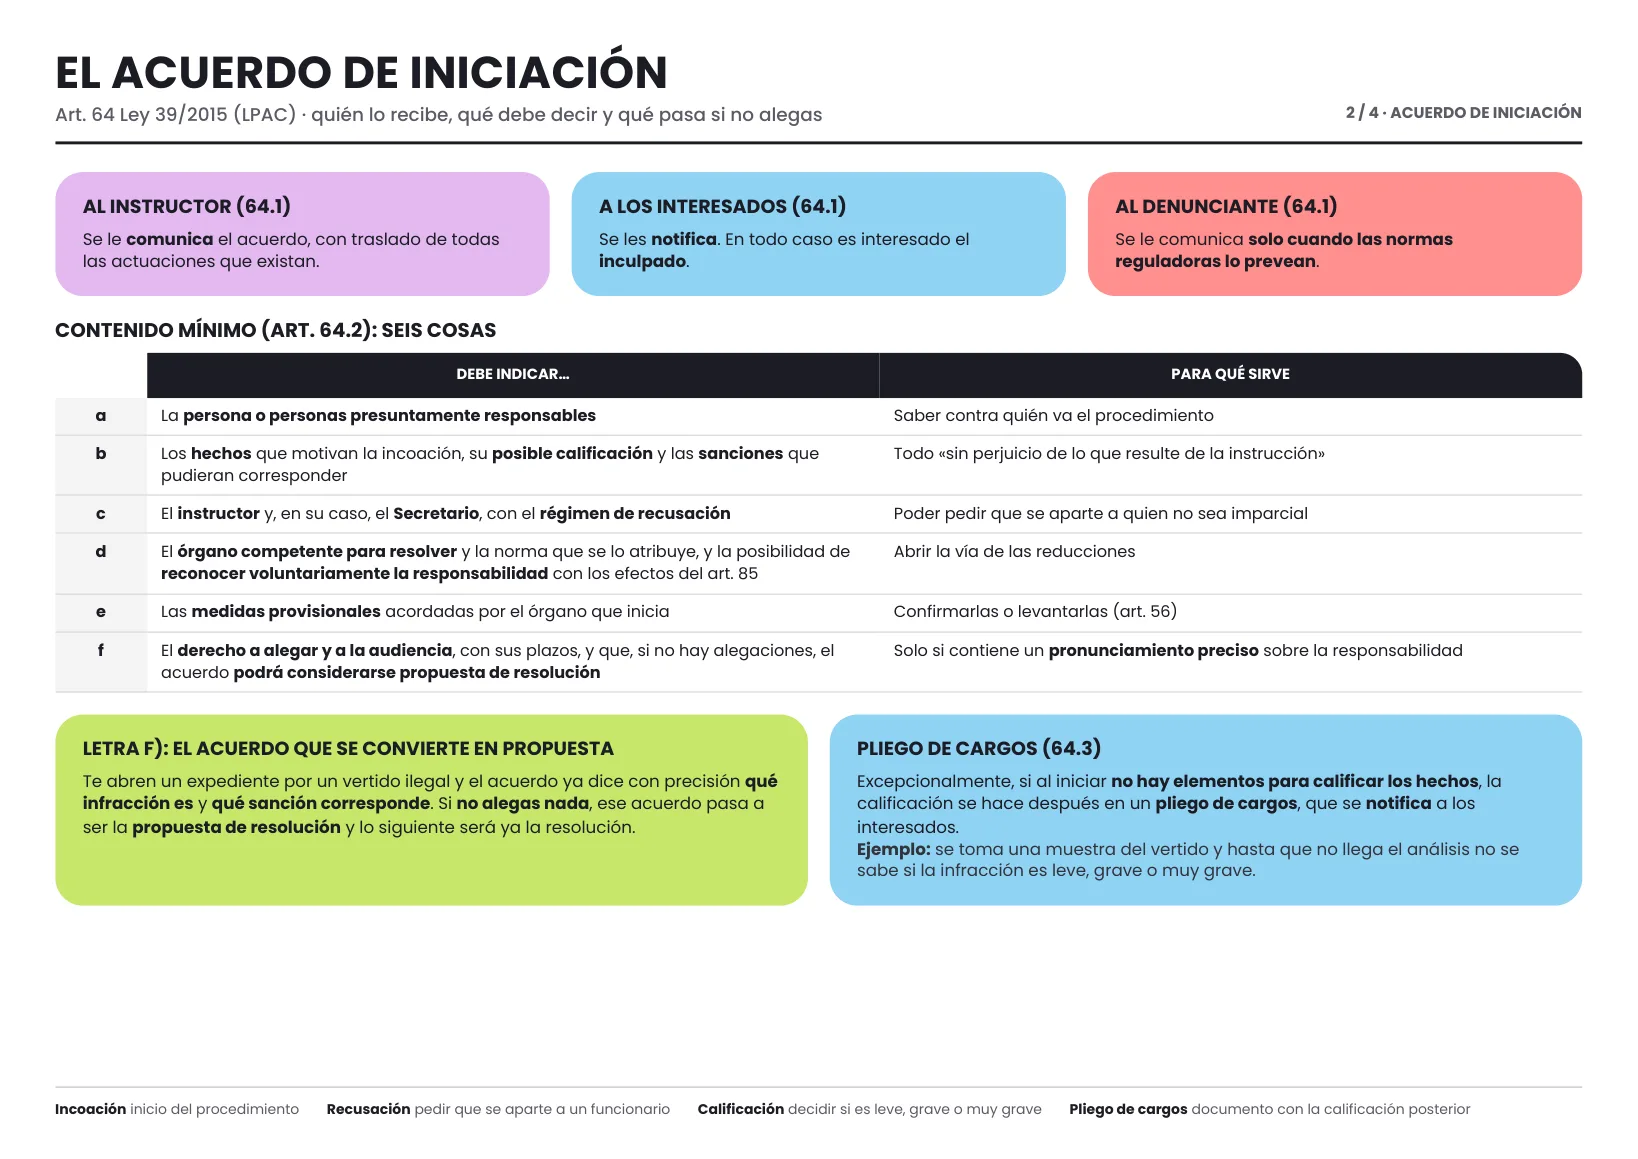 EL ACUERDO DE INICIACIÓN
Art. 64 Ley 39/2015 (LPAC) · quién lo recibe, qué debe decir y qué pasa si no alegas
2 / 4 · ACUERDO DE INICIACIÓN
AL INSTRUCTOR (64.1)
Se le comunica el acuerdo, con traslado de todas
las actuaciones que existan.
A LOS INTERESADOS (64.1)
Se les notifica. En todo caso es interesado el
inculpado.
AL DENUNCIANTE (64.1)
Se le comunica solo cuando las normas
reguladoras lo prevean.
CONTENIDO MÍNIMO (ART. 64.2): SEIS COSAS
DEBE INDICAR…
PARA QUÉ SIRVE
a
La persona o personas presuntamente responsables
Saber contra quién va el procedimiento
b
Los hechos que motivan la incoación, su posible calificación y las sanciones que
pudieran corresponder
Todo «sin perjuicio de lo que resulte de la instrucción»
c
El instructor y, en su caso, el Secretario, con el régimen de recusación
Poder pedir que se aparte a quien no sea imparcial
d
El órgano competente para resolver y la norma que se lo atribuye, y la posibilidad de
reconocer voluntariamente la responsabilidad con los efectos del art. 85
Abrir la vía de las reducciones
e
Las medidas provisionales acordadas por el órgano que inicia
Confirmarlas o levantarlas (art. 56)
f
El derecho a alegar y a la audiencia, con sus plazos, y que, si no hay alegaciones, el
acuerdo podrá considerarse propuesta de resolución
Solo si contiene un pronunciamiento preciso sobre la responsabilidad
LETRA F): EL ACUERDO QUE SE CONVIERTE EN PROPUESTA
Te abren un expediente por un vertido ilegal y el acuerdo ya dice con precisión qué
infracción es y qué sanción corresponde. Si no alegas nada, ese acuerdo pasa a
ser la propuesta de resolución y lo siguiente será ya la resolución.
PLIEGO DE CARGOS (64.3)
Excepcionalmente, si al iniciar no hay elementos para calificar los hechos, la
calificación se hace después en un pliego de cargos, que se notifica a los
interesados.
Ejemplo: se toma una muestra del vertido y hasta que no llega el análisis no se
sabe si la infracción es leve, grave o muy grave.
Incoación inicio del procedimiento
Recusación pedir que se aparte a un funcionario
Calificación decidir si es leve, grave o muy grave
Pliego de cargos documento con la calificación posterior